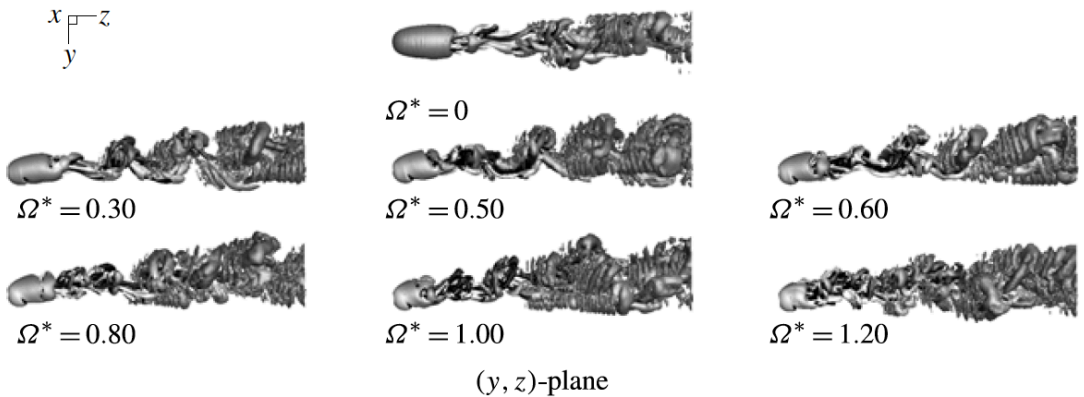 x z
y
Ω* = 0
Ω* = 0.30
Ω* = 0.50
Ω* = 0.60
Ω* = 0.80
Ω* = 1.00
Ω* = 1.20
(y, z)-plane